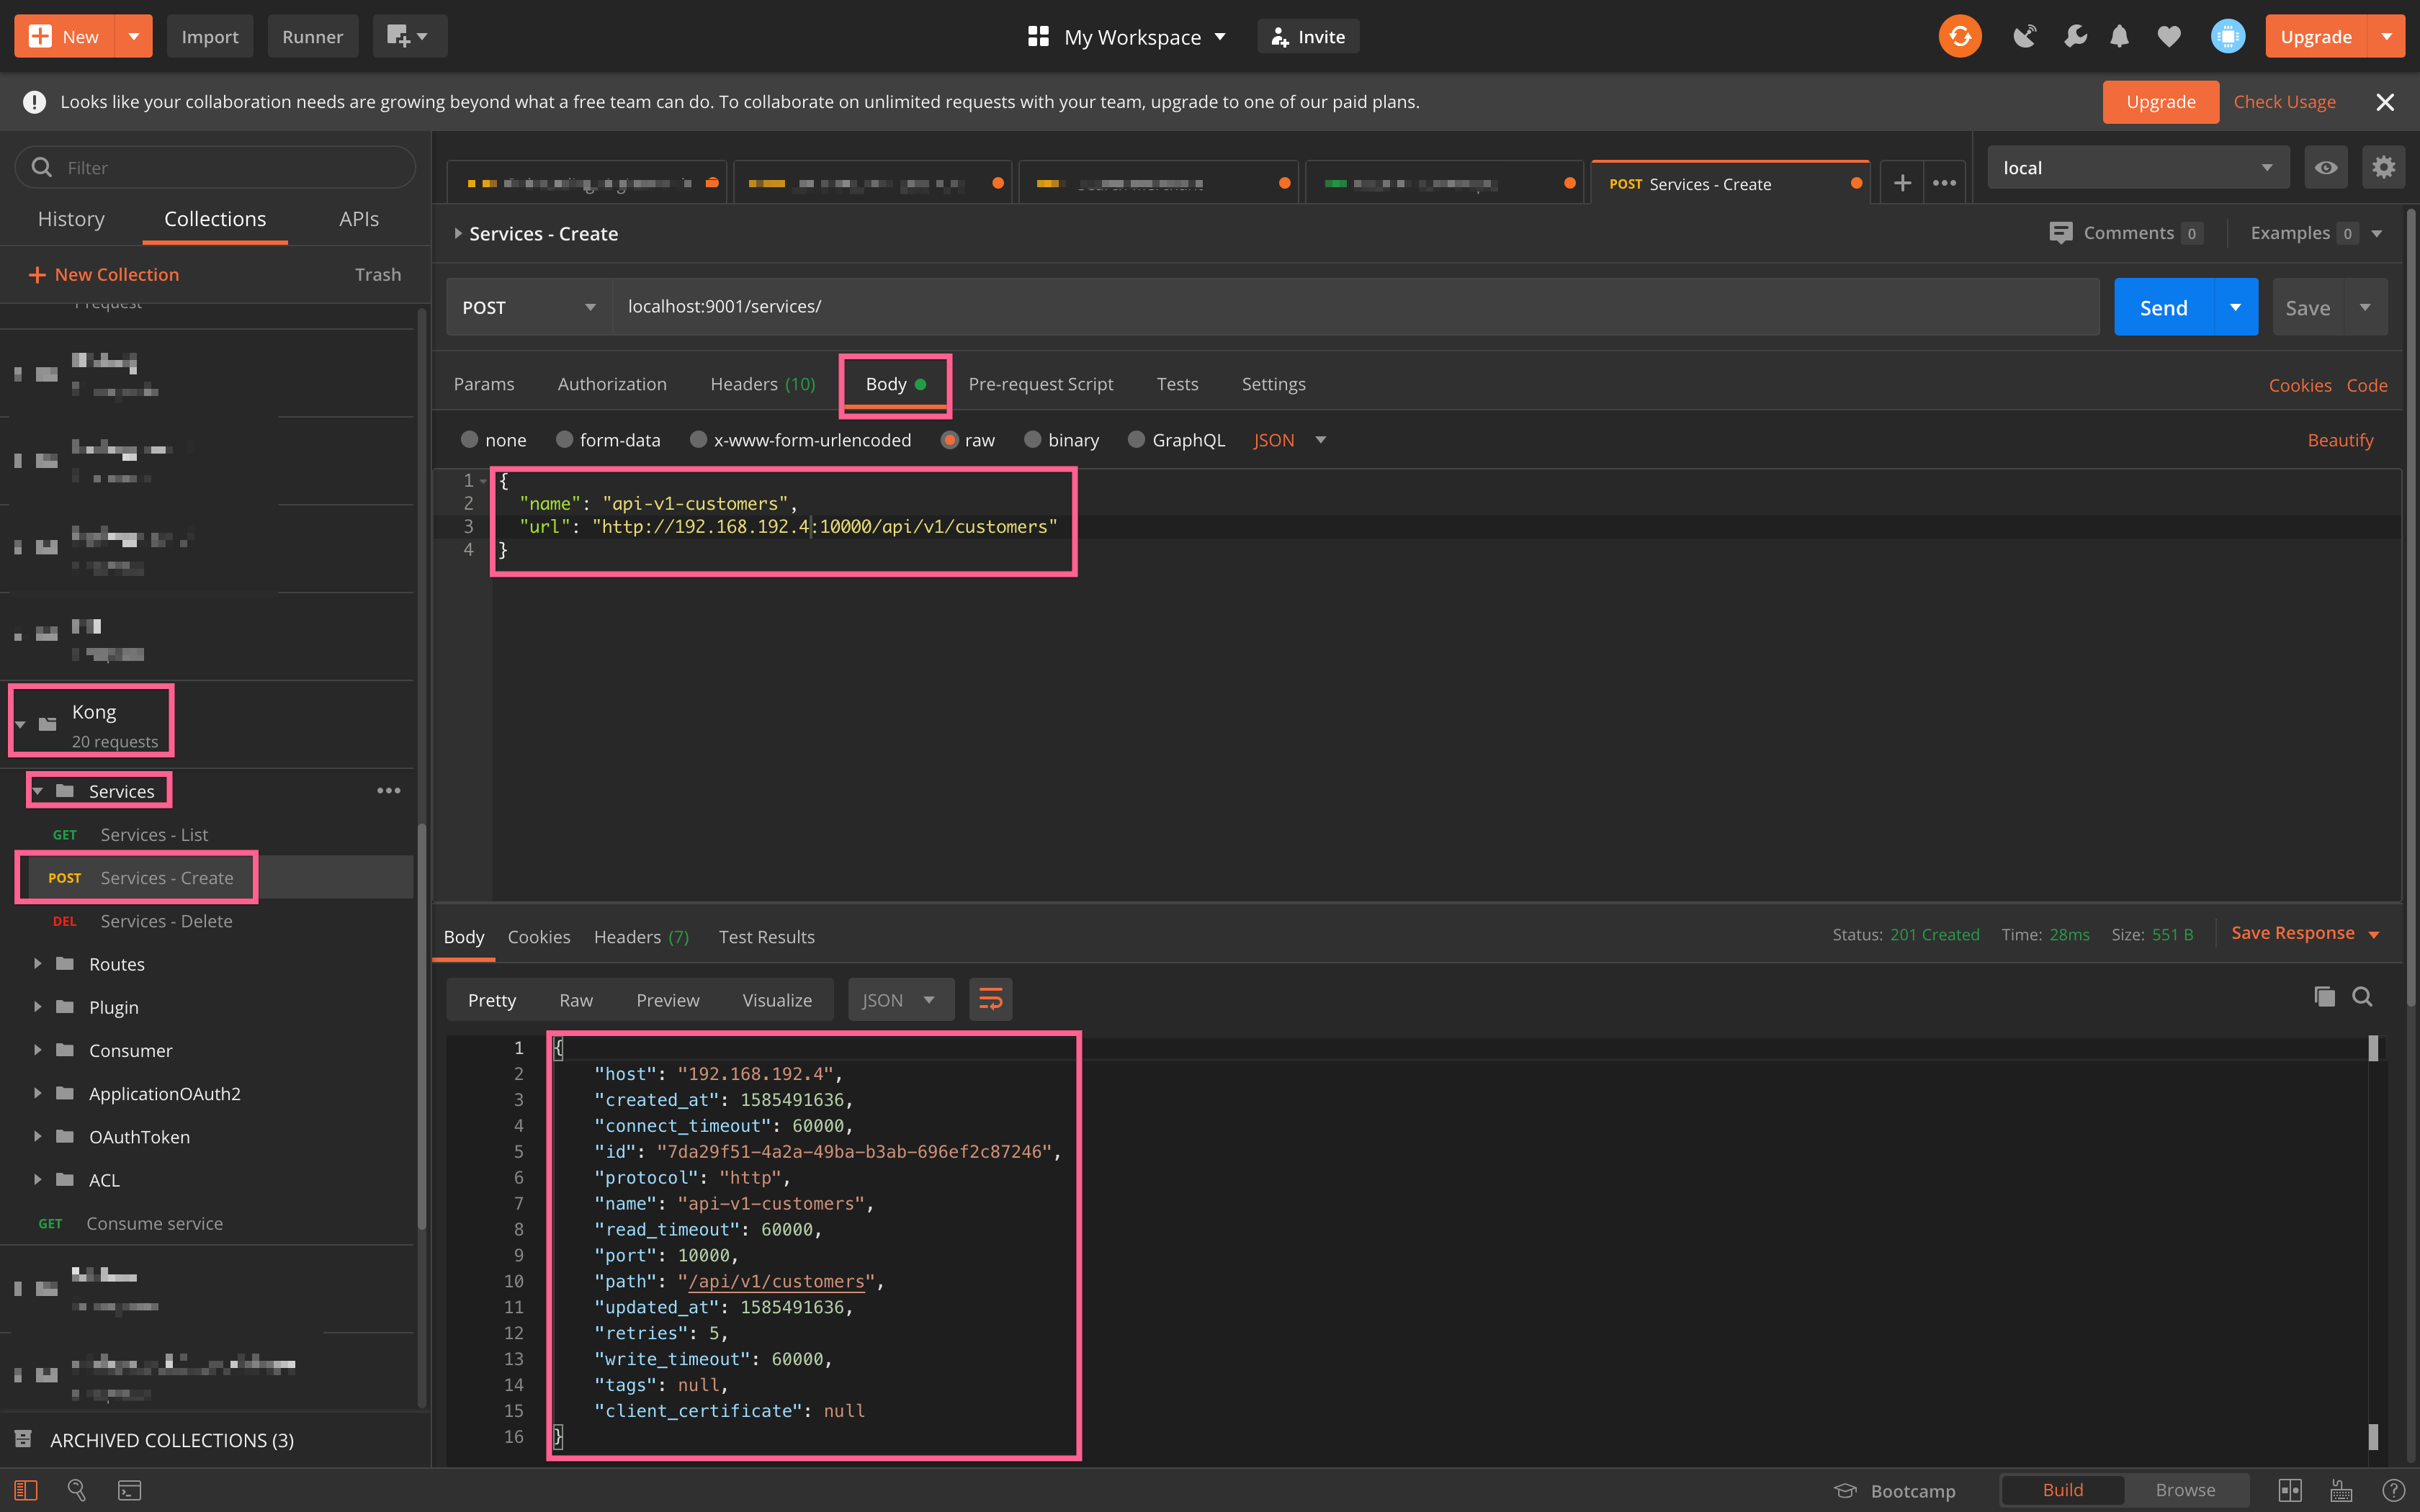 New
Import
Runner
My Workspace
Invite
Upgrade
Looks like your collaboration needs are growing beyond what a free team can do. To collaborate on unlimited requests with your team, upgrade to one of our paid plans.
Upgrade
Check Usage
Filter
History
Collections
APIs
New Collection
Trash
1 request
Kong
20 requests
Services
GET Services - List
POST Services - Create
DEL Services - Delete
Routes
Plugin
Consumer
ApplicationOAuth2
OAuthToken
ACL
GET Consume service
ARCHIVED COLLECTIONS (3)
POST Services - Create
local
Services - Create
Comments 0
Examples 0
POST
localhost:9001/services/
Send
Save
Params
Authorization
Headers (10)
Body
Pre-request Script
Tests
Settings
Cookies
Code
none
form-data
x-www-form-urlencoded
raw
binary
GraphQL
JSON
Beautify
1 {
2 "name": "api-v1-customers",
3 "url": "http://192.168.192.4:10000/api/v1/customers"
4 }
Body
Cookies
Headers (7)
Test Results
Status: 201 Created
Time: 28ms
Size: 551 B
Save Response
Pretty
Raw
Preview
Visualize
JSON
1 {
2 "host": "192.168.192.4",
3 "created_at": 1585491636,
4 "connect_timeout": 60000,
5 "id": "7da29f51-4a2a-49ba-b3ab-696ef2c87246",
6 "protocol": "http",
7 "name": "api-v1-customers",
8 "read_timeout": 60000,
9 "port": 10000,
10 "path": "/api/v1/customers",
11 "updated_at": 1585491636,
12 "retries": 5,
13 "write_timeout": 60000,
14 "tags": null,
15 "client_certificate": null
16 }
Bootcamp
Build
Browse